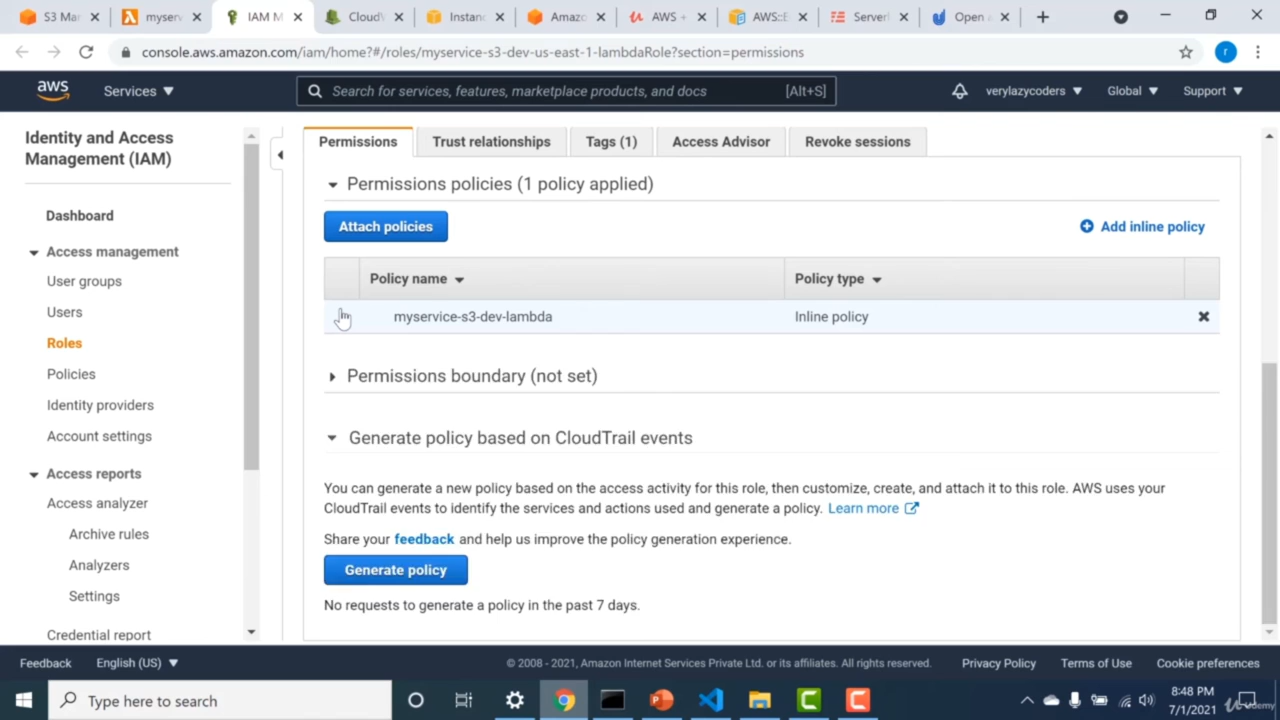 S3 Ma
myserv
IAM M
CloudV
Instanc
Amazo
AWS +
AWS::E
Serverl
Open a
console.aws.amazon.com/iam/home?#/roles/myservice-s3-dev-us-east-1-lambdaRole?section=permissions
r
aws
Services
Search for services, features, marketplace products, and docs
[Alt+S]
verylazycoders
Global
Support
Identity and Access
Management (IAM)
Dashboard
Access management
User groups
Users
Roles
Policies
Identity providers
Account settings
Access reports
Access analyzer
Archive rules
Analyzers
Settings
Credential report
Permissions
Trust relationships
Tags (1)
Access Advisor
Revoke sessions
Permissions policies (1 policy applied)
Attach policies
Add inline policy
Policy name
Policy type
myservice-s3-dev-lambda
Inline policy
Permissions boundary (not set)
Generate policy based on CloudTrail events
You can generate a new policy based on the access activity for this role, then customize, create, and attach it to this role. AWS uses your
CloudTrail events to identify the services and actions used and generate a policy. Learn more
Share your feedback and help us improve the policy generation experience.
Generate policy
No requests to generate a policy in the past 7 days.
Feedback
English (US)
© 2008 - 2021, Amazon Internet Services Private Ltd. or its affiliates. All rights reserved.
Privacy Policy
Terms of Use
Cookie preferences
Type here to search
8:48 PM
7/1/2021
Udemy